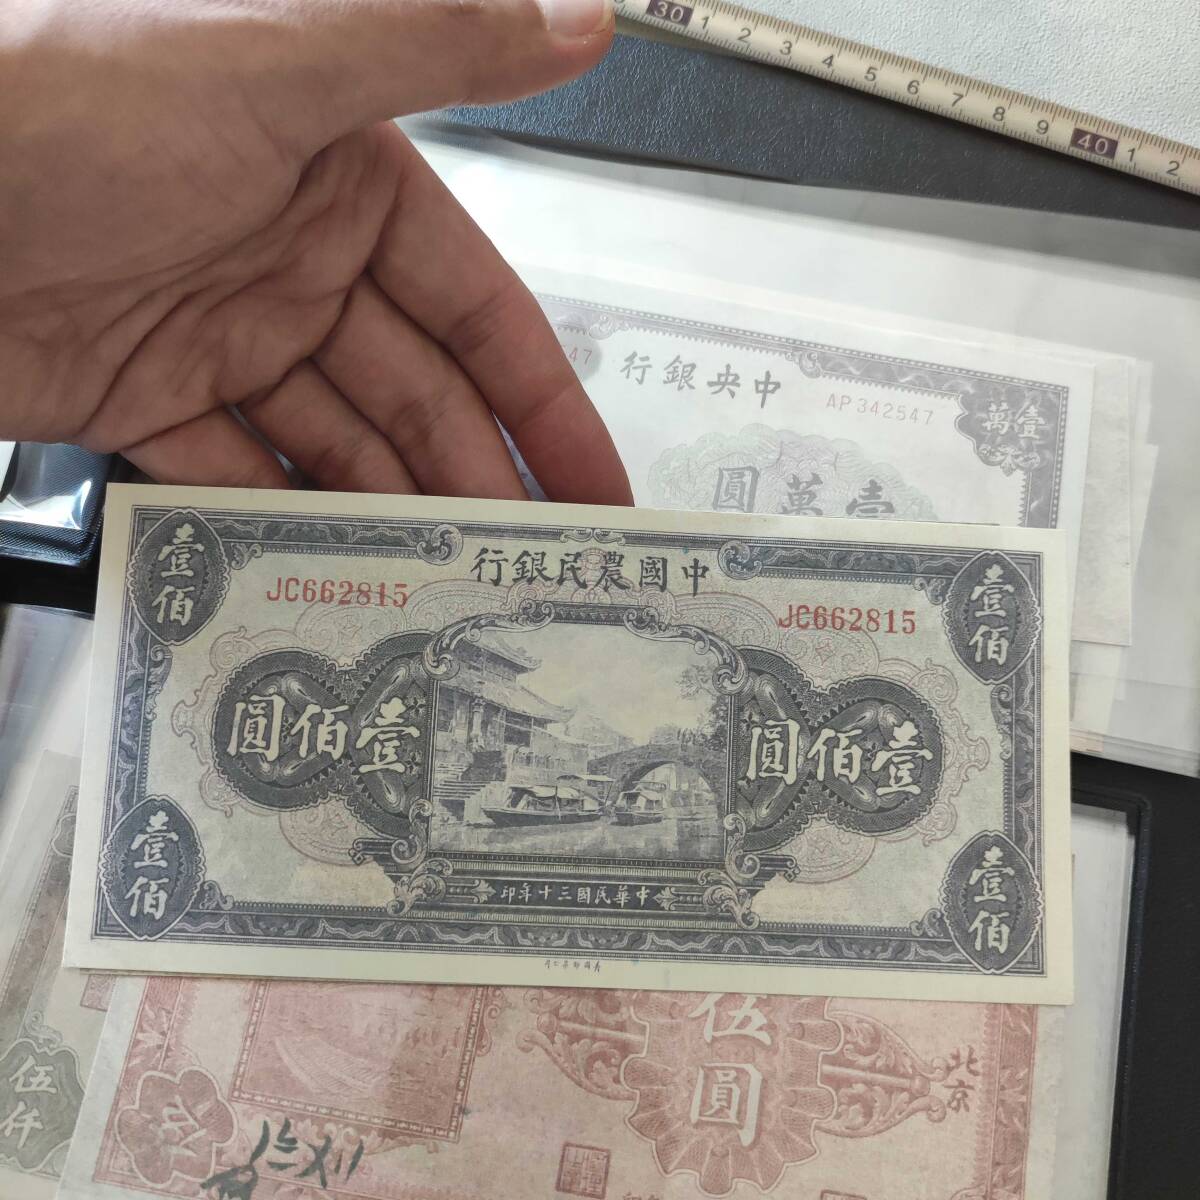 30 1 2 3 4 5 6 7 8 9 40 1 2
47
行銀央中
AP342547
萬壹
圓萬壹
行銀民農國中
壹佰
JC662815
JC662815
壹佰
圓佰壹
圓佰壹
壹佰
印年十三國民華中
壹佰
伍圓
北京
伍仟
伍